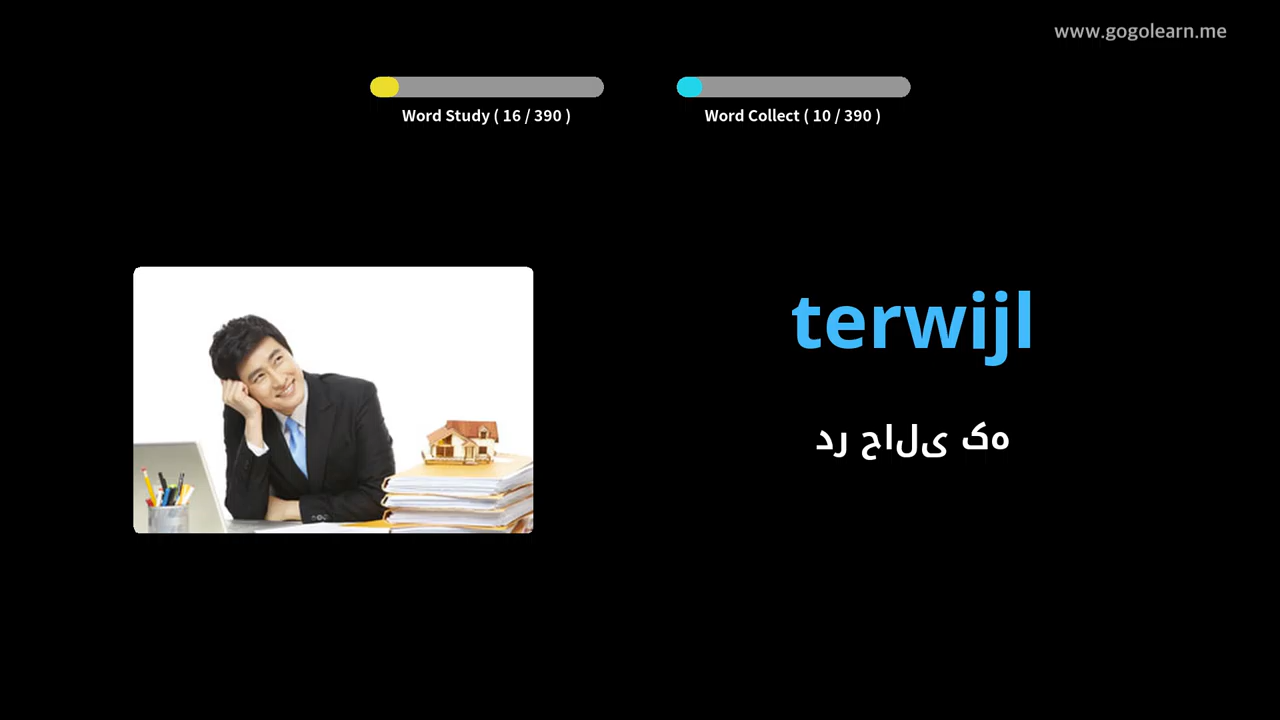 www.gogolearn.me
Word Study ( 16 / 390 )
Word Collect ( 10 / 390 )
terwijl
در حالی که